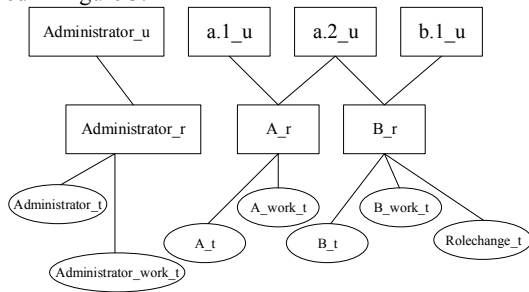 Administrator_u
a.1_u
a.2_u
b.1_u
Administrator_r
A_r
B_r
Administrator_t
A_work_t
B_work_t
A_t
B_t
Rolechange_t
Administrator_work_t